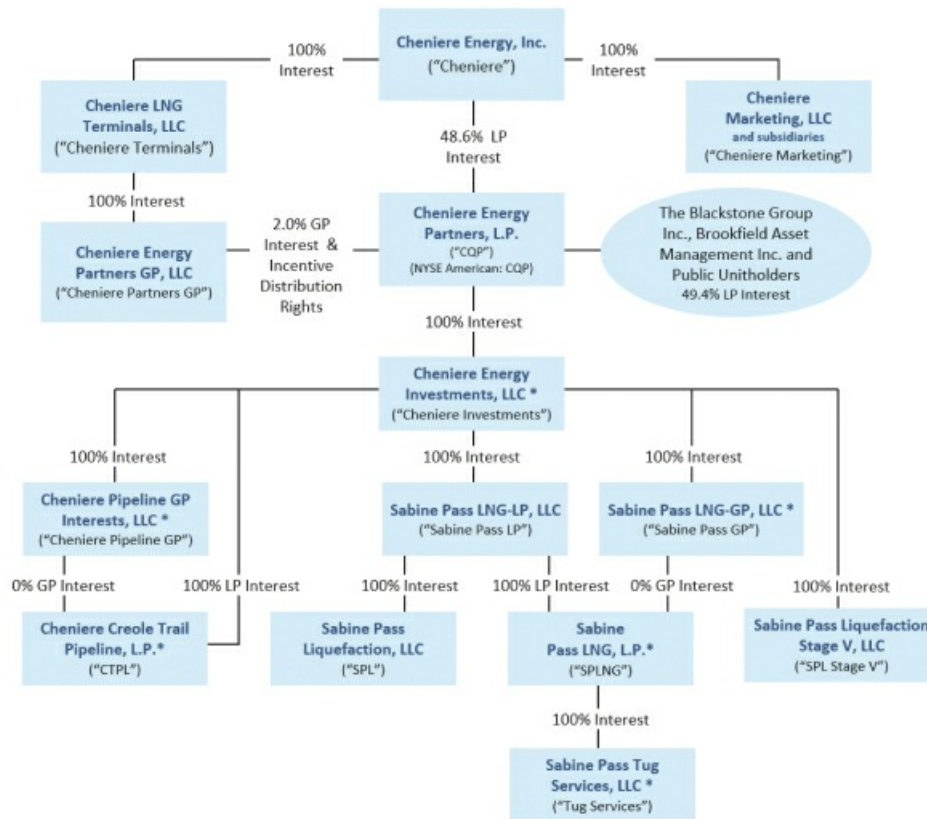 Cheniere Energy, Inc.
("Cheniere")
100%
Interest
100%
Interest
Cheniere LNG
Terminals, LLC
("Cheniere Terminals")
48.6% LP
Interest
Cheniere
Marketing, LLC
and subsidiaries
("Cheniere Marketing")
100% Interest
Cheniere Energy
Partners GP, LLC
("Cheniere Partners GP")
2.0% GP
Interest &
Incentive
Distribution
Rights
Cheniere Energy
Partners, L.P.
("CQP")
(NYSE American: CQP)
The Blackstone Group
Inc., Brookfield Asset
Management Inc. and
Public Unitholders
49.4% LP Interest
100% Interest
Cheniere Energy
Investments, LLC *
("Cheniere Investments")
100% Interest
100% Interest
100% Interest
Cheniere Pipeline GP
Interests, LLC *
("Cheniere Pipeline GP")
Sabine Pass LNG-LP, LLC
("Sabine Pass LP")
Sabine Pass LNG-GP, LLC *
("Sabine Pass GP")
0% GP Interest
100% LP Interest
100% Interest
100% LP Interest
0% GP Interest
100% Interest
Cheniere Creole Trail
Pipeline, L.P.*
("CTPL")
Sabine Pass
Liquefaction, LLC
("SPL")
Sabine
Pass LNG, L.P.*
("SPLNG")
Sabine Pass Liquefaction
Stage V, LLC
("SPL Stage V")
100% Interest
Sabine Pass Tug
Services, LLC *
("Tug Services")